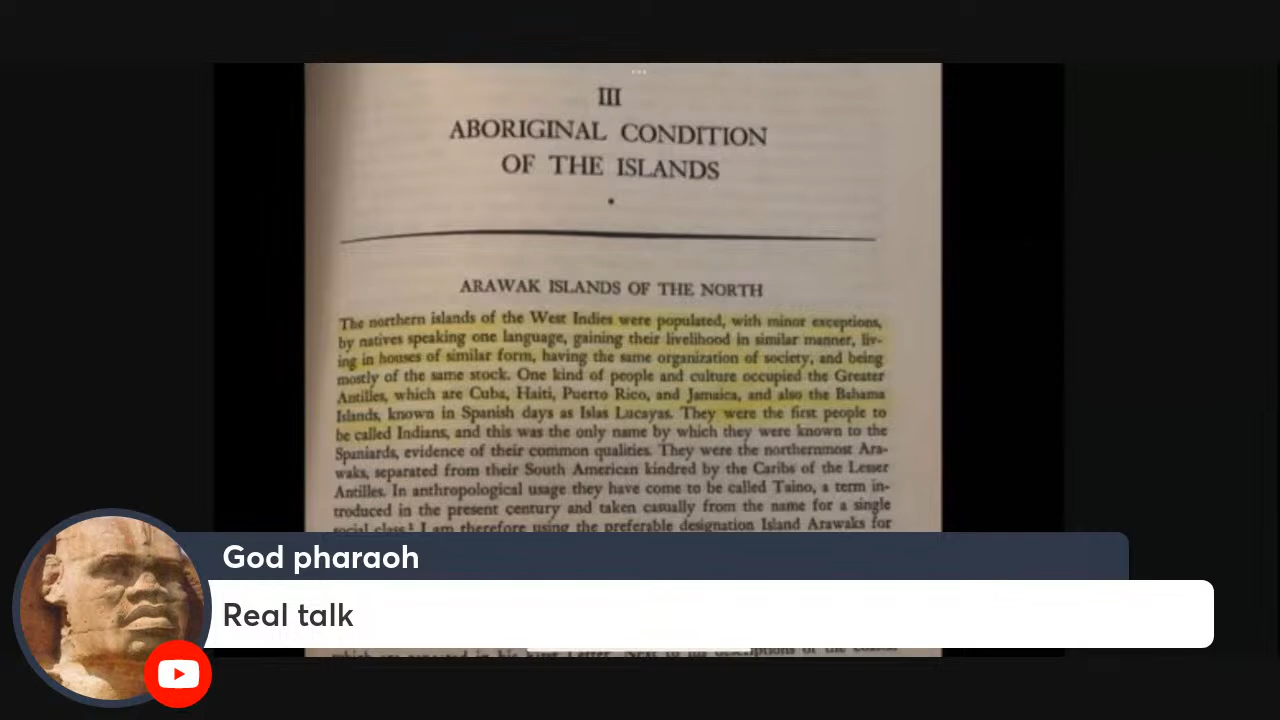 III
ABORIGINAL CONDITION
OF THE ISLANDS
ARAWAK ISLANDS OF THE NORTH
The northern islands of the West Indies were populated, with minor exceptions,
by natives speaking one language, gaining their livelihood in similar manner, liv-
ing in houses of similar form, having the same organization of society, and being
mostly of the same stock. One kind of people and culture occupied the Greater
Antilles, which are Cuba, Haiti, Puerto Rico, and Jamaica, and also the Bahama
Islands, known in Spanish days as Islas Lucayas. They were the first people to
be called Indians, and this was the only name by which they were known to the
Spaniards, evidence of their common qualities. They were the northernmost Ara-
waks, separated from their South American kindred by the Caribs of the Lesser
Antilles. In anthropological usage they have come to be called Taino, a term in-
troduced in the present century and taken casually from the name for a single
social class. I am therefore using the preferable designation Island Arawaks for
God pharaoh
Real talk